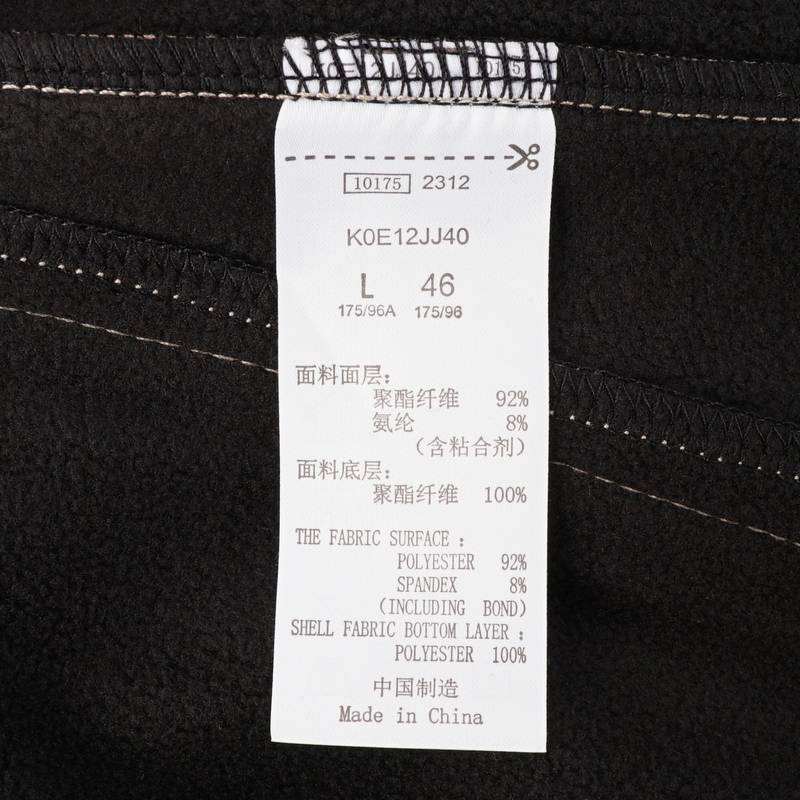 10175 2312
K0E12JJ40
L 46
175/96A 175/96
面料面层:
聚酯纤维 92%
氨纶 8%
(含粘合剂)
面料底层:
聚酯纤维 100%
THE FABRIC SURFACE :
POLYESTER 92%
SPANDEX 8%
(INCLUDING BOND)
SHELL FABRIC BOTTOM LAYER :
POLYESTER 100%
中国制造
Made in China